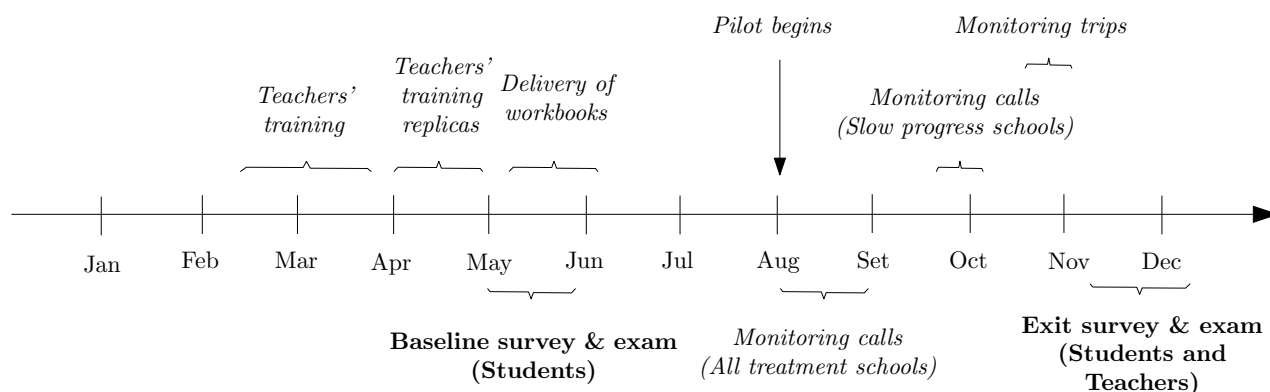 Pilot begins
Monitoring trips
Teachers'
training
Teachers'
training
replicas
Delivery of
workbooks
Monitoring calls
(Slow progress schools)
Jan
Feb
Mar
Apr
May
Jun
Jul
Aug
Set
Oct
Nov
Dec
Baseline survey & exam
(Students)
Monitoring calls
(All treatment schools)
Exit survey & exam
(Students and
Teachers)